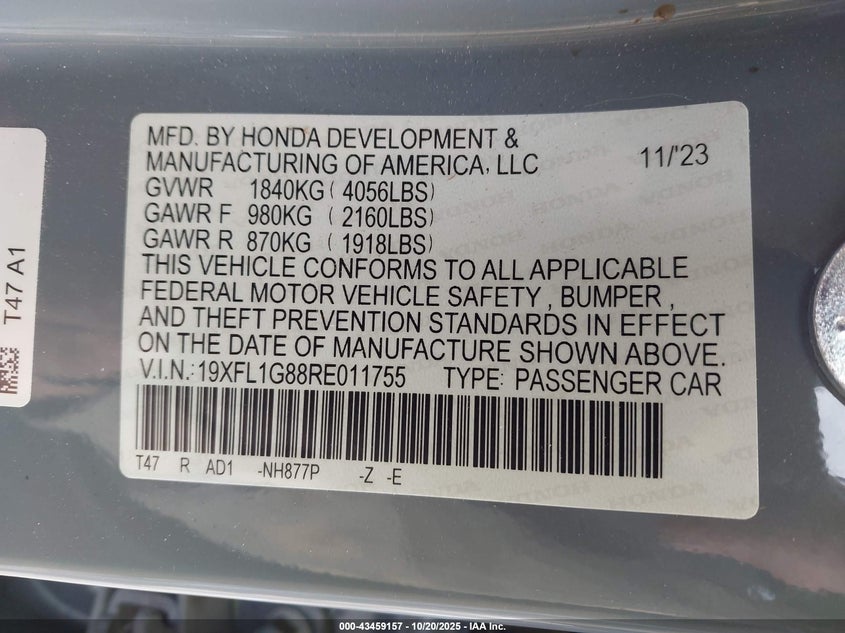 MFD. BY HONDA DEVELOPMENT &
MANUFACTURING OF AMERICA, LLC 11/'23
GVWR 1840KG ( 4056LBS)
GAWR F 980KG ( 2160LBS)
GAWR R 870KG ( 1918LBS)
THIS VEHICLE CONFORMS TO ALL APPLICABLE
FEDERAL MOTOR VEHICLE SAFETY , BUMPER ,
AND THEFT PREVENTION STANDARDS IN EFFECT
ON THE DATE OF MANUFACTURE SHOWN ABOVE.
V.I.N.: 19XFL1G88RE011755 TYPE: PASSENGER CAR
T47 R AD1 -NH877P -Z -E
T47 A1
000-43459157 - 10/20/2025 - IAA Inc.